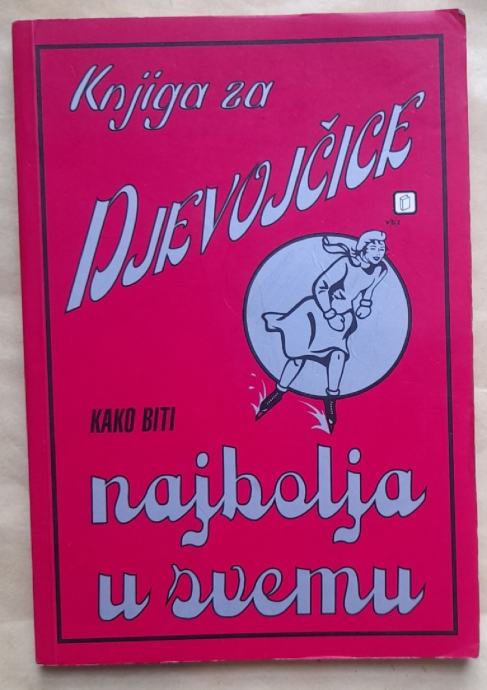 Knjiga za
DJEVOJČICE
KAKO BITI
najbolja
u svemu